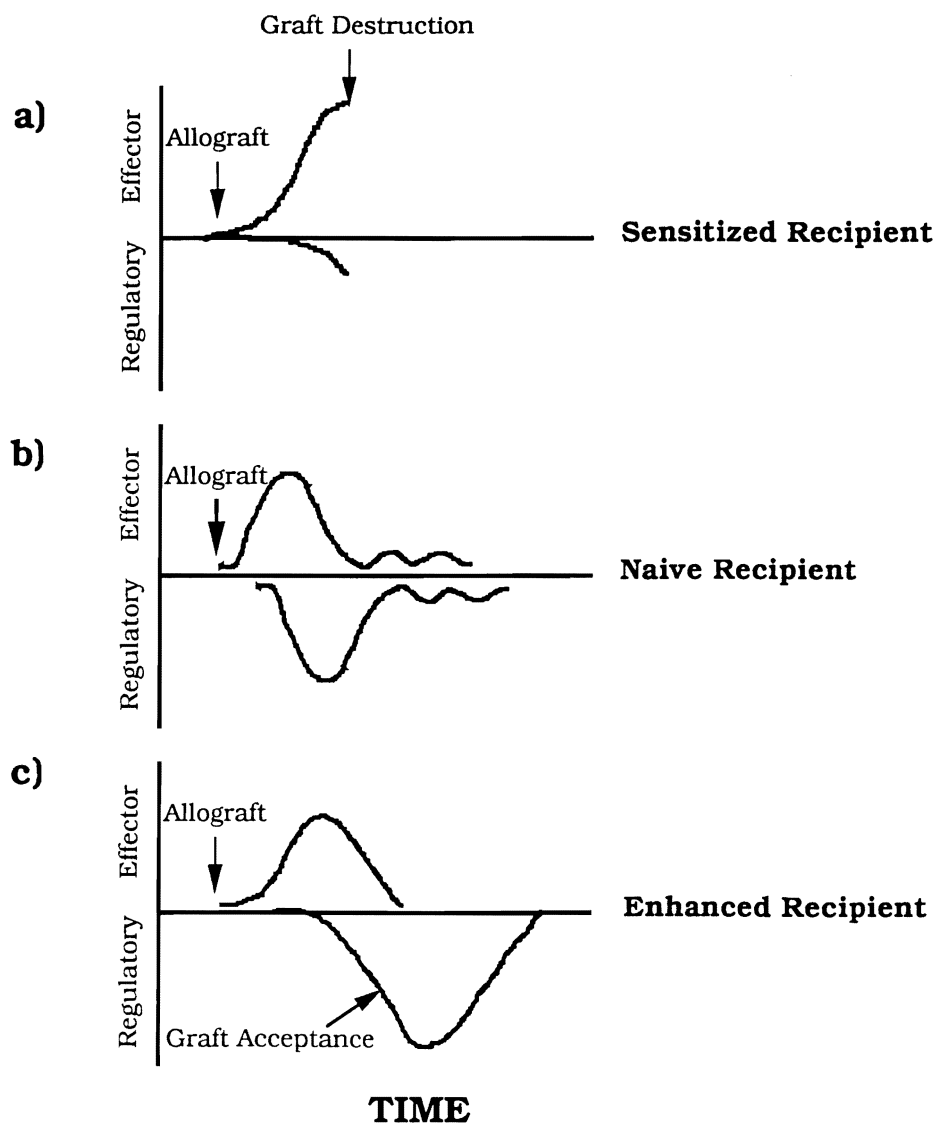 Graft Destruction
a)
Allograft
Effector
Regulatory
Sensitized Recipient
b)
Allograft
Effector
Regulatory
Naive Recipient
c)
Allograft
Effector
Regulatory
Enhanced Recipient
Graft Acceptance
TIME